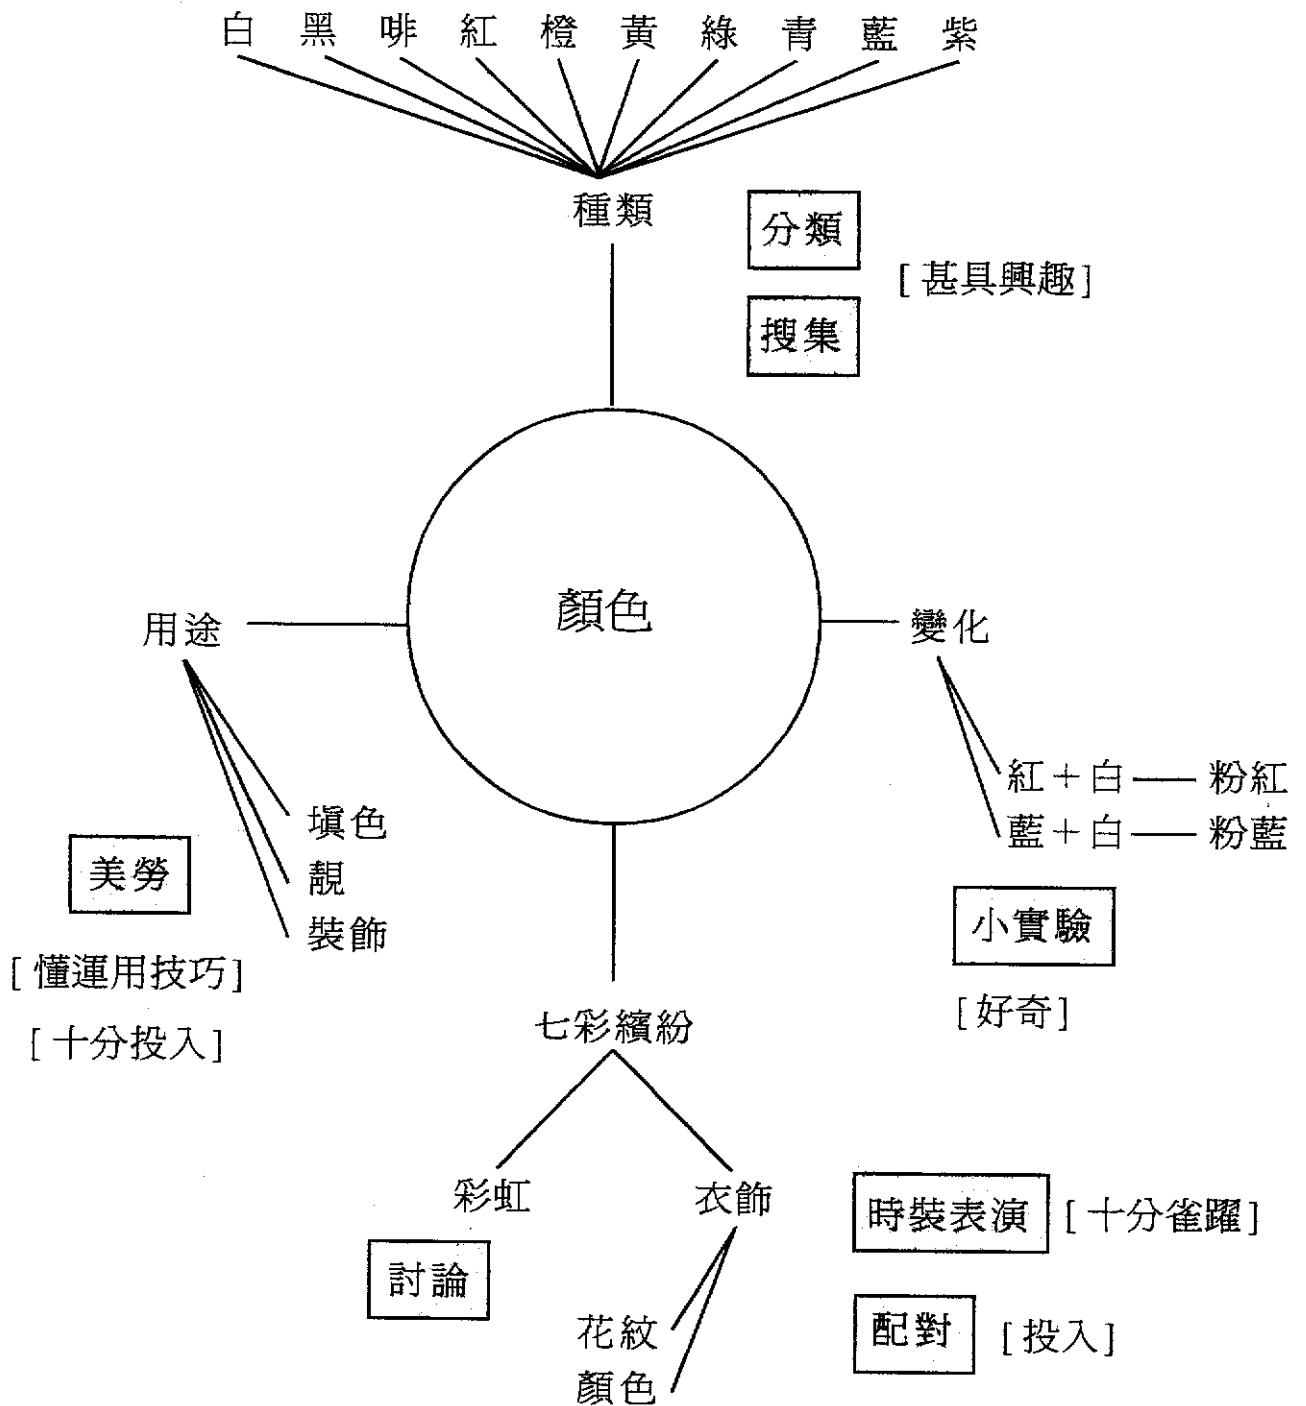 白 黑 啡 紅 橙 黃 綠 青 藍 紫
種類
分類
[甚具興趣]
搜集
顏色
用途
變化
填色
靚
裝飾
美勞
[懂運用技巧]
[十分投入]
紅+白——粉紅
藍+白——粉藍
小實驗
[好奇]
七彩繽紛
彩虹
衣飾
討論
花紋
顏色
時裝表演 [十分雀躍]
配對 [投入]